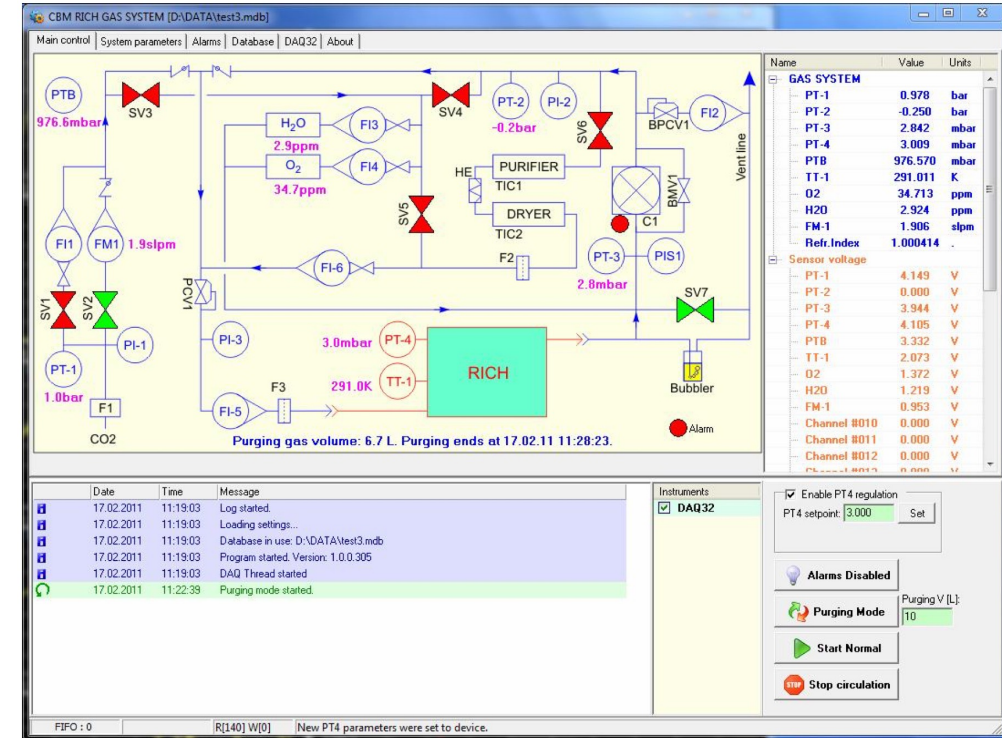 CBM RICH GAS SYSTEM [D:\DATA\test3.mdb]
Main control System parameters Alarms Database DAQ32 About
PTB
976.6mbar
SV3
SV4
PT-2
PI-2
-0.2bar
SV6
BPCV1
FI2
Vent line
H2O
2.9ppm
FI3
O2
34.7ppm
FI4
HE
PURIFIER
TIC1
DRYER
TIC2
C1
BMV1
SV5
F2
FI1
FM1
1.9slpm
FI-6
PT-3
PIS1
2.8mbar
PCV1
SV1
SV2
SV7
PI-1
PI-3
3.0mbar
PT-4
RICH
PT-1
1.0bar
291.0K
TT-1
Bubbler
F1
CO2
FI-5
F3
Alarm
Purging gas volume: 6.7 L. Purging ends at 17.02.11 11:28:23.
Name Value Units
GAS SYSTEM
PT-1 0.978 bar
PT-2 -0.250 bar
PT-3 2.842 mbar
PT-4 3.009 mbar
PTB 976.570 mbar
TT-1 291.011 K
O2 34.713 ppm
H2O 2.924 ppm
FM-1 1.906 slpm
Refr.Index 1.000414 .
Sensor voltage
PT-1 4.149 V
PT-2 0.000 V
PT-3 3.944 V
PT-4 4.105 V
PTB 3.332 V
TT-1 2.073 V
O2 1.372 V
H2O 1.219 V
FM-1 0.953 V
Channel #010 0.000 V
Channel #011 0.000 V
Channel #012 0.000 V
Date Time Message
17.02.2011 11:19:03 Log started.
17.02.2011 11:19:03 Loading settings...
17.02.2011 11:19:03 Database in use: D:\DATA\test3.mdb
17.02.2011 11:19:03 Program started. Version: 1.0.0.305
17.02.2011 11:19:03 DAQ Thread started
17.02.2011 11:22:39 Purging mode started.
Instruments
DAQ32
Enable PT4 regulation
PT4 setpoint: 3.000 Set
Alarms Disabled
Purging Mode
Purging V [L]:
10
Start Normal
STOP Stop circulation
FIFO : 0 R[140] W[0] New PT4 parameters were set to device.